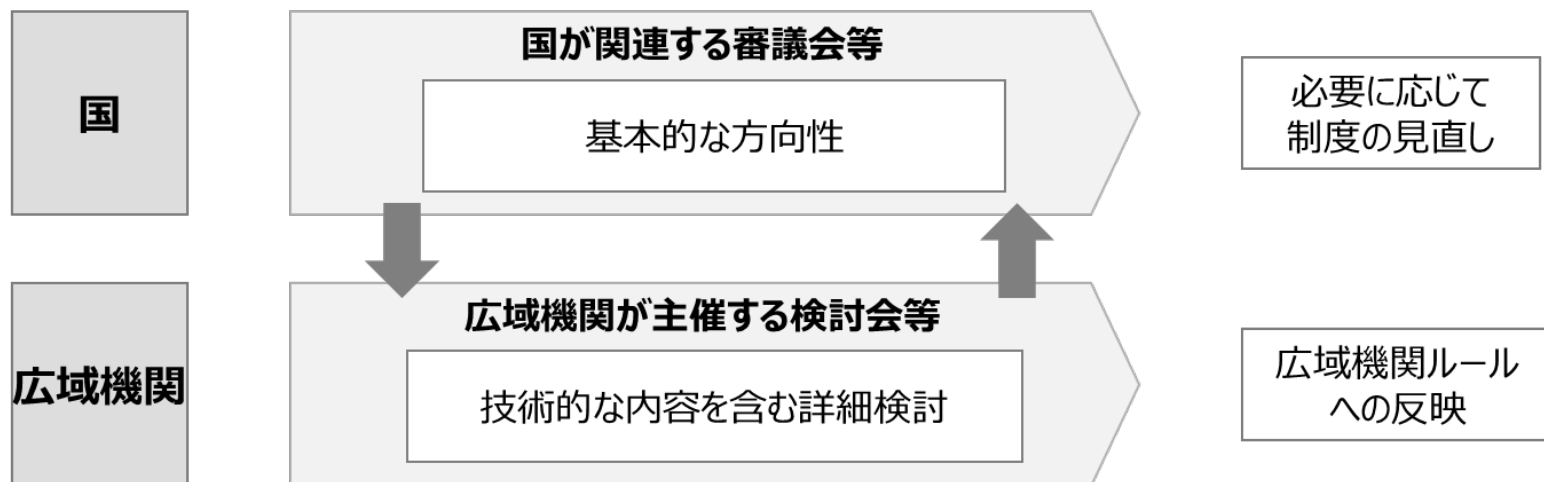 国
国が関連する審議会等
基本的な方向性
必要に応じて
制度の見直し
広域機関
広域機関が主催する検討会等
技術的な内容を含む詳細検討
広域機関ルール
への反映